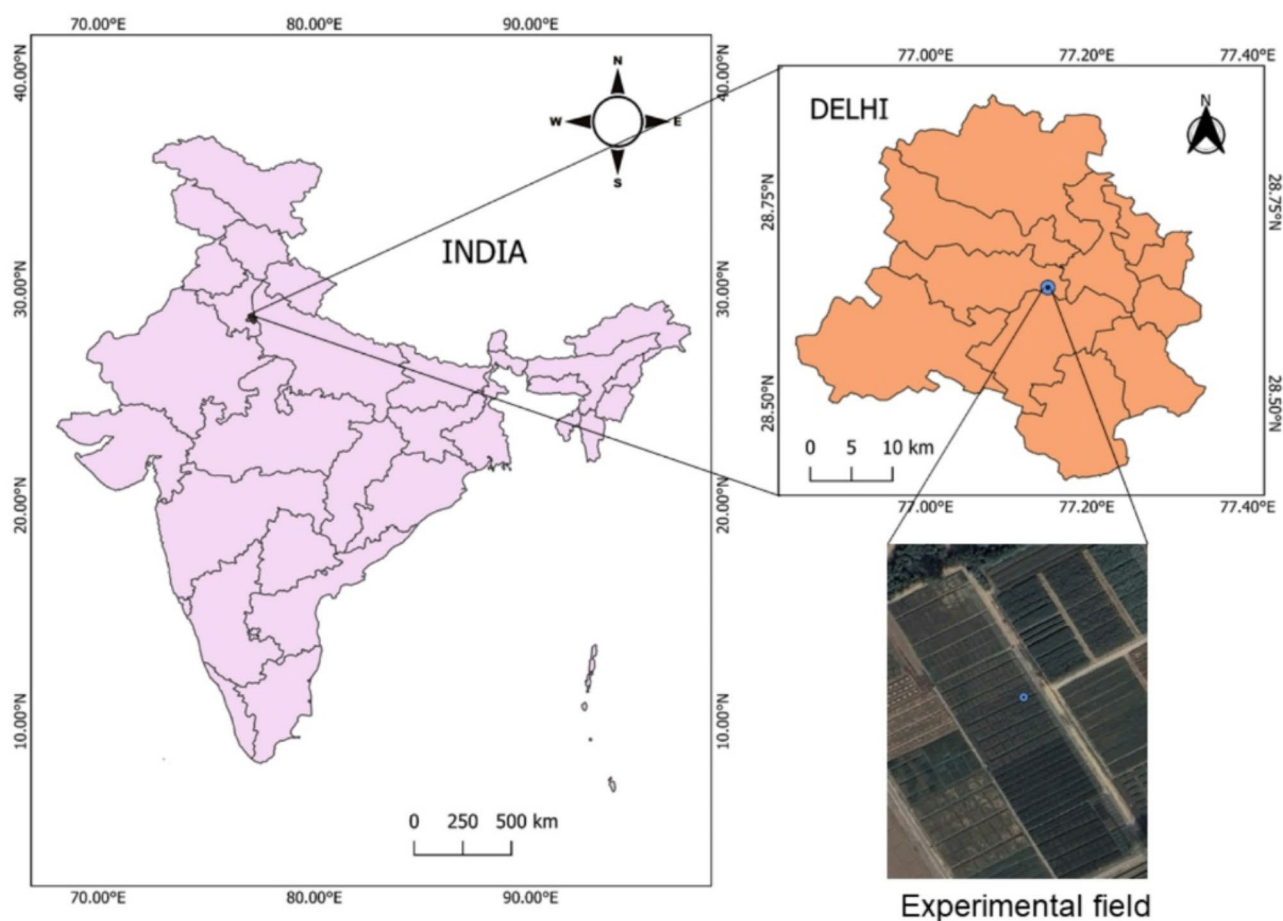 70.00°E 80.00°E 90.00°E
40.00°N
30.00°N
20.00°N
10.00°N
N
W E
S
INDIA
40.00°N
30.00°N
20.00°N
10.00°N
0 250 500 km
70.00°E 80.00°E 90.00°E
77.00°E 77.20°E 77.40°E
DELHI
N
28.75°N
28.50°N
28.75°N
28.50°N
0 5 10 km
77.00°E 77.20°E 77.40°E
Experimental field